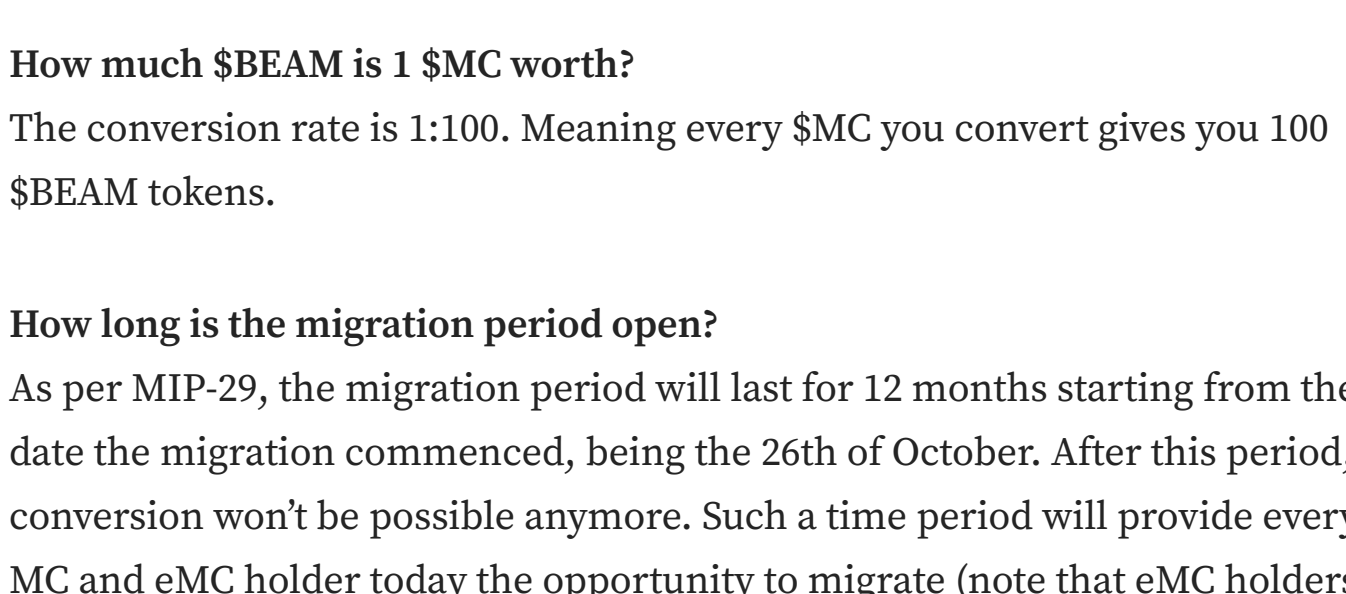 How much $BEAM is 1 $MC worth?
The conversion rate is 1:100. Meaning every $MC you convert gives you 100
$BEAM tokens.
How long is the migration period open?
As per MIP-29, the migration period will last for 12 months starting from the
date the migration commenced, being the 26th of October. After this period,
conversion won’t be possible anymore. Such a time period will provide every
MC and eMC holder today the opportunity to migrate (note that eMC holders